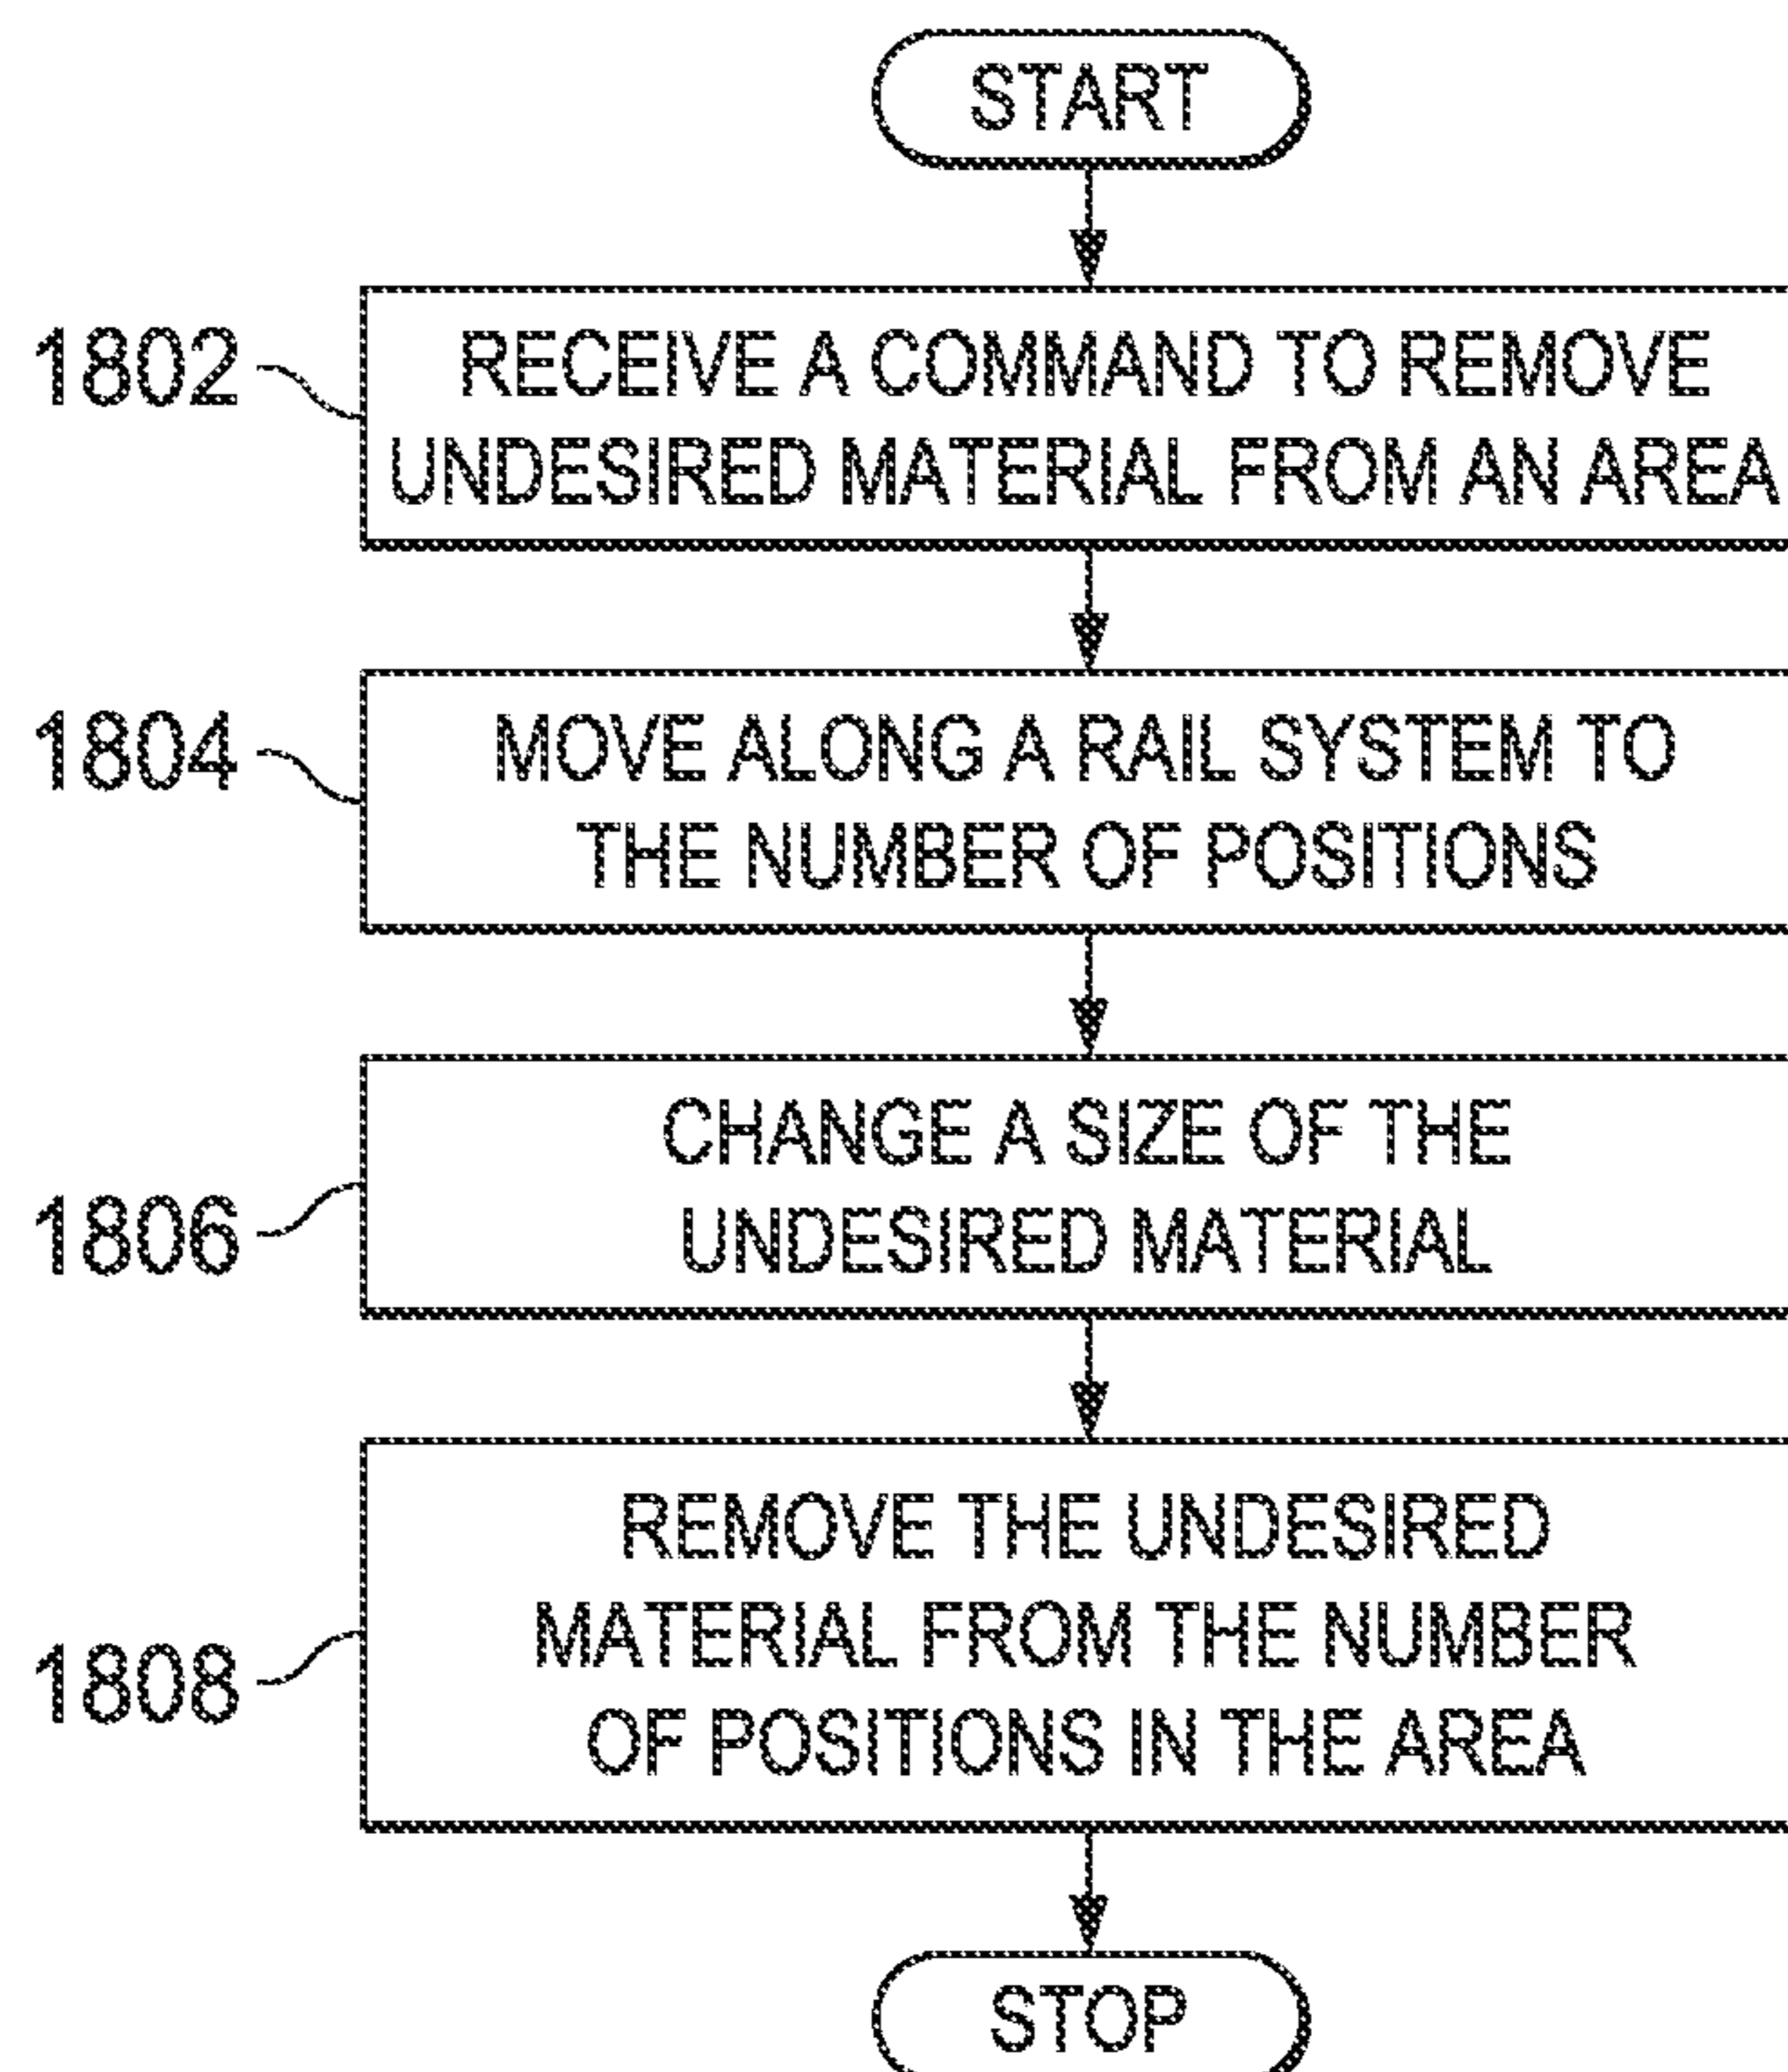 START
1802
RECEIVE A COMMAND TO REMOVE
UNDESIRED MATERIAL FROM AN AREA
1804
MOVE ALONG A RAIL SYSTEM TO
THE NUMBER OF POSITIONS
1806
CHANGE A SIZE OF THE
UNDESIRED MATERIAL
1808
REMOVE THE UNDESIRED
MATERIAL FROM THE NUMBER
OF POSITIONS IN THE AREA
STOP